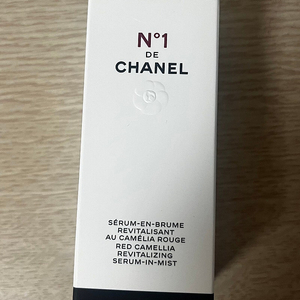 N°1
DE
CHANEL
SÉRUM-EN-BRUME
REVITALISANT
AU CAMÉLIA ROUGE
RED CAMELLIA
REVITALIZING
SERUM-IN-MIST